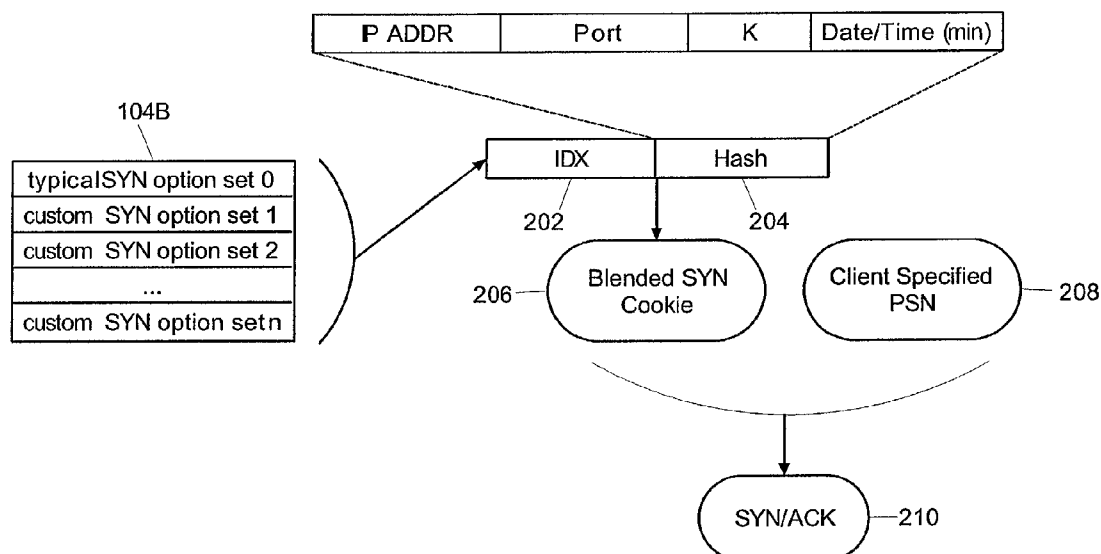 IP ADDR Port K Date/Time (min)
104B
IDX Hash
typicalSYN option set 0
custom SYN option set 1
custom SYN option set 2
...
custom SYN option set n
202 204
206
Blended SYN
Cookie
Client Specified
PSN
208
SYN/ACK
210